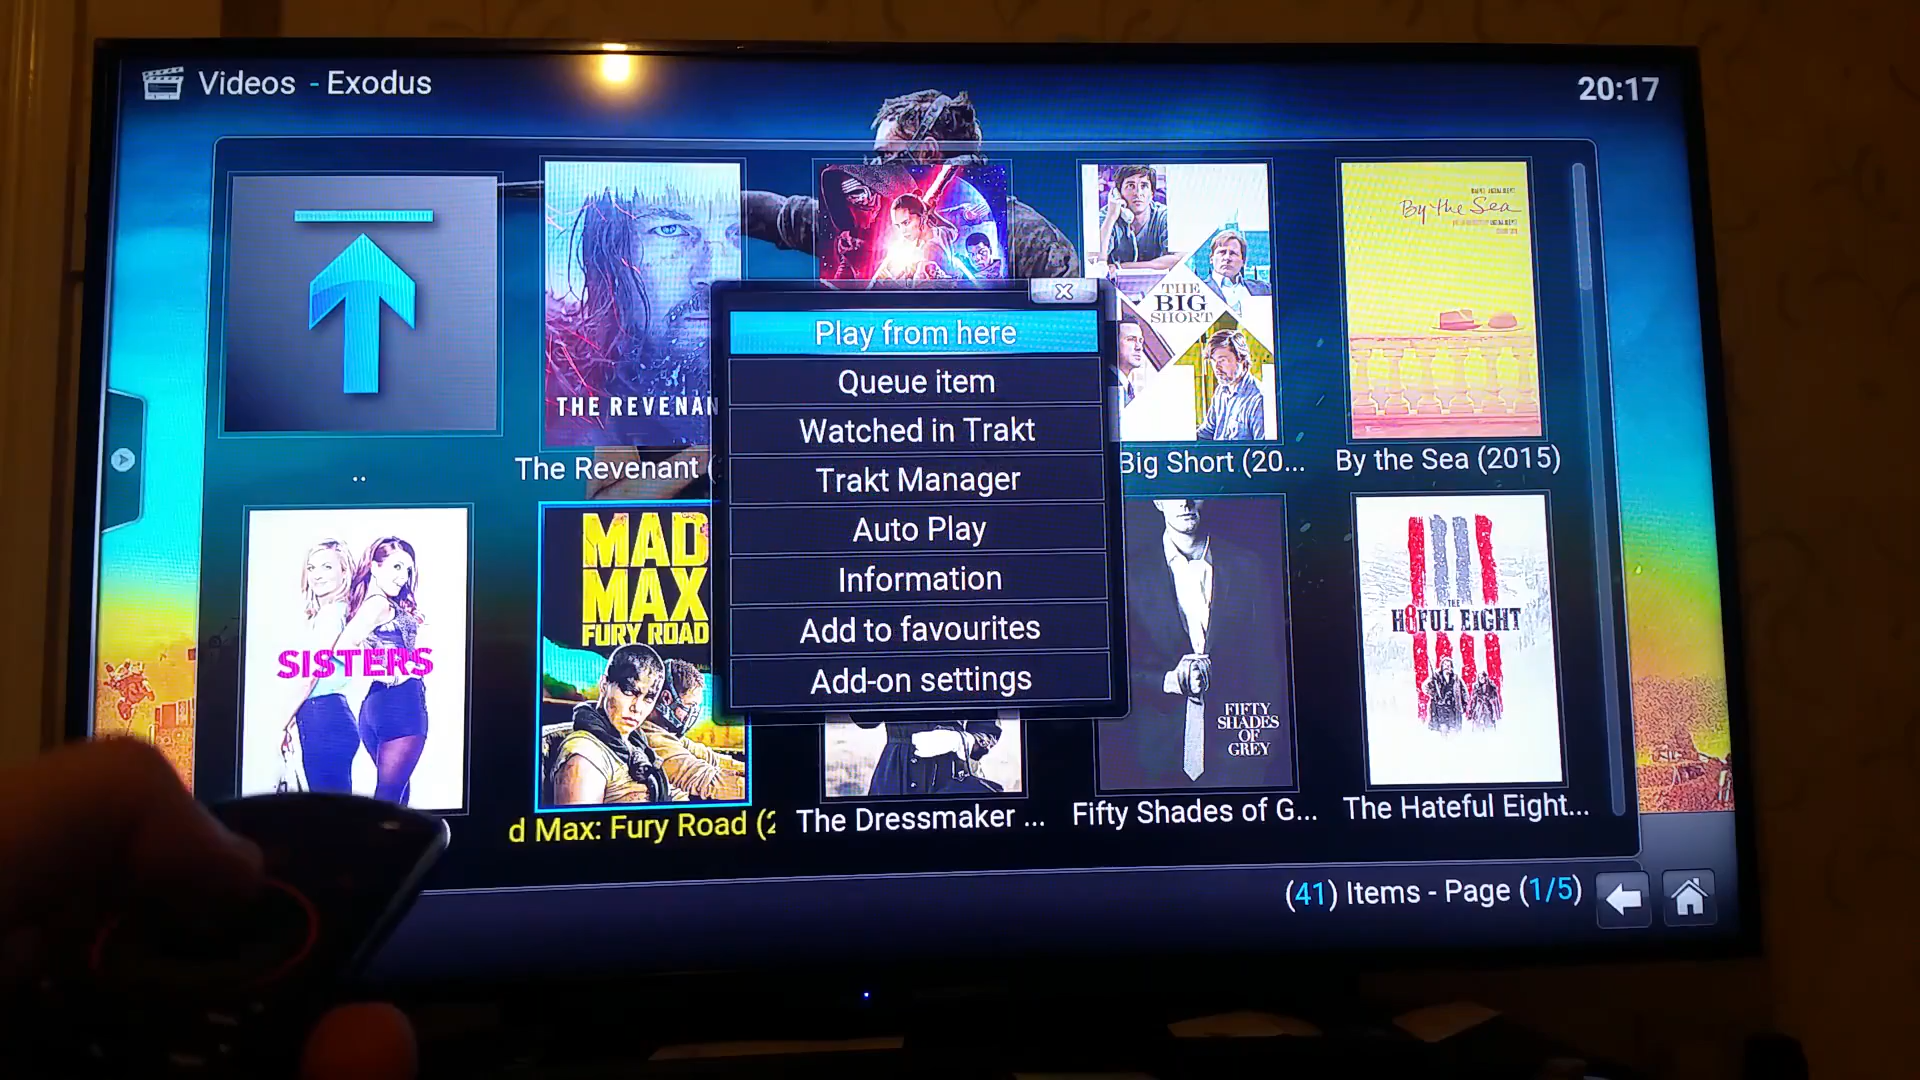 Videos - Exodus
20:17
By the Sea
THE
BIG
SHORT
THE REVENAN
..
The Revenant (
Big Short (20...
By the Sea (2015)
Play from here
Queue item
Watched in Trakt
Trakt Manager
Auto Play
Information
Add to favourites
Add-on settings
SISTERS
MAD
MAX
FURY ROAD
FIFTY
SHADES
OF
GREY
THE
H8FUL EIGHT
d Max: Fury Road (2
The Dressmaker ...
Fifty Shades of G...
The Hateful Eight...
(41) Items - Page (1/5)